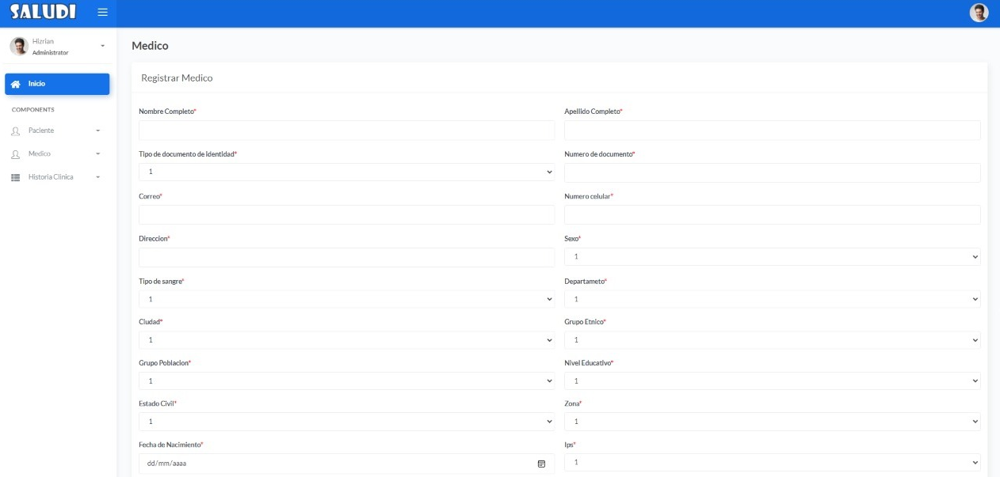 SALUDI
Hizrian
Administrator
Inicio
COMPONENTS
Paciente
Medico
Historia Clinica
Medico
Registrar Medico
Nombre Completo* Apellido Completo*
Tipo de documento de identidad* Numero de documento*
1
Correo* Numero celular*
Direccion* Sexo*
1
Tipo de sangre* Departameto*
1 1
Ciudad* Grupo Etnico*
1 1
Grupo Poblacion* Nivel Educativo*
1 1
Estado Civil* Zona*
1 1
Fecha de Nacimiento* Ips*
dd/mm/aaaa 1